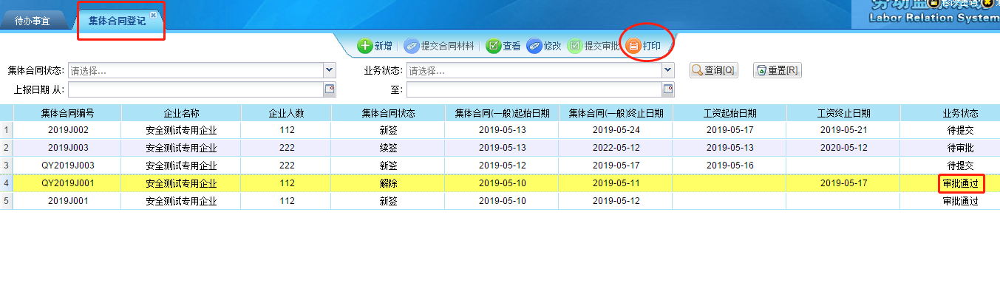 修改密码
Labor Relation System
待办事宜
集体合同登记
新增 提交合同材料 查看 修改 提交审批 打印
集体合同状态: 请选择... 业务状态: 请选择... 查询[Q] 重置[R]
上报日期 从: 至:
集体合同编号 企业名称 企业人数 集体合同状态 集体合同(一般)起始日期 集体合同(一般)终止日期 工资起始日期 工资终止日期 业务状态
1 2019J002 安全测试专用企业 112 新签 2019-05-13 2019-05-24 2019-05-17 2019-05-21 待提交
2 2019J003 安全测试专用企业 222 续签 2019-05-13 2022-05-12 2019-05-13 2020-05-12 待审批
3 QY2019J003 安全测试专用企业 222 新签 2019-05-12 2019-05-17 2019-05-16 待提交
4 QY2019J001 安全测试专用企业 112 解除 2019-05-10 2019-05-11 2019-05-17 审批通过
5 2019J001 安全测试专用企业 112 新签 2019-05-10 2019-05-12 审批通过